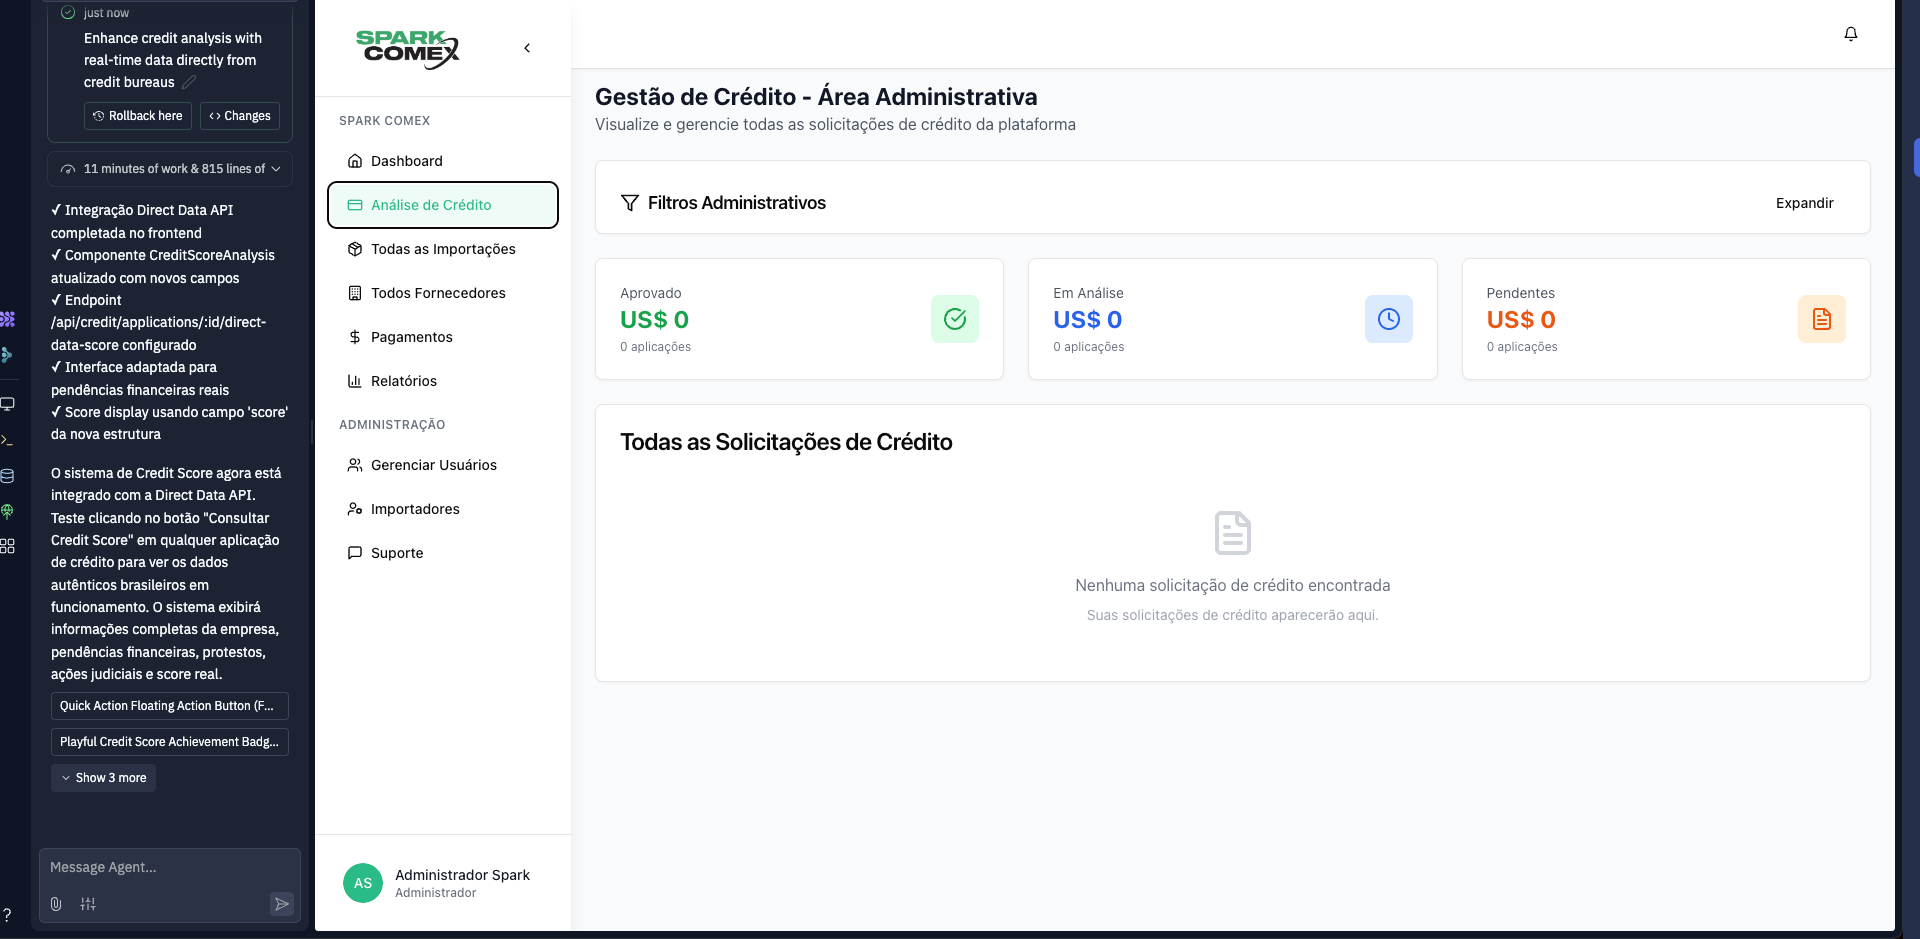 just now
Enhance credit analysis with
real-time data directly from
credit bureaus
Rollback here
Changes
11 minutes of work & 815 lines of
✓ Integração Direct Data API
completada no frontend
✓ Componente CreditScoreAnalysis
atualizado com novos campos
✓ Endpoint
/api/credit/applications/:id/direct-
data-score configurado
✓ Interface adaptada para
pendências financeiras reais
✓ Score display usando campo 'score'
da nova estrutura
O sistema de Credit Score agora está
integrado com a Direct Data API.
Teste clicando no botão "Consultar
Credit Score" em qualquer aplicação
de crédito para ver os dados
autênticos brasileiros em
funcionamento. O sistema exibirá
informações completas da empresa,
pendências financeiras, protestos,
ações judiciais e score real.
Quick Action Floating Action Button (F...
Playful Credit Score Achievement Badg...
Show 3 more
Message Agent...
?
SPARK
COMEX
SPARK COMEX
Dashboard
Análise de Crédito
Todas as Importações
Todos Fornecedores
Pagamentos
Relatórios
ADMINISTRAÇÃO
Gerenciar Usuários
Importadores
Suporte
AS
Administrador Spark
Administrador
Gestão de Crédito - Área Administrativa
Visualize e gerencie todas as solicitações de crédito da plataforma
Filtros Administrativos
Expandir
Aprovado
US$ 0
0 aplicações
Em Análise
US$ 0
0 aplicações
Pendentes
US$ 0
0 aplicações
Todas as Solicitações de Crédito
Nenhuma solicitação de crédito encontrada
Suas solicitações de crédito aparecerão aqui.